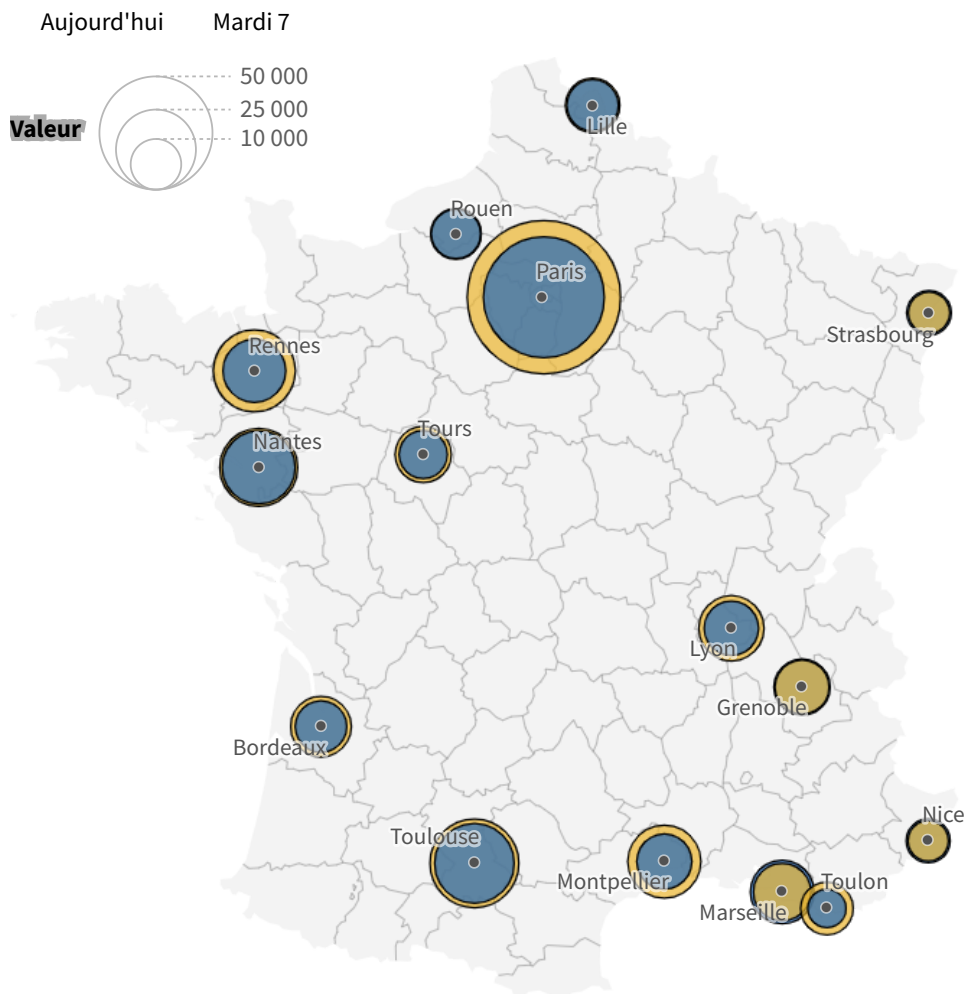 Aujourd'hui Mardi 7
50 000
25 000
Valeur
10 000
Lille
Rouen
Paris
Strasbourg
Rennes
Tours
Nantes
Lyon
Grenoble
Bordeaux
Nice
Toulouse
Montpellier
Toulon
Marseille